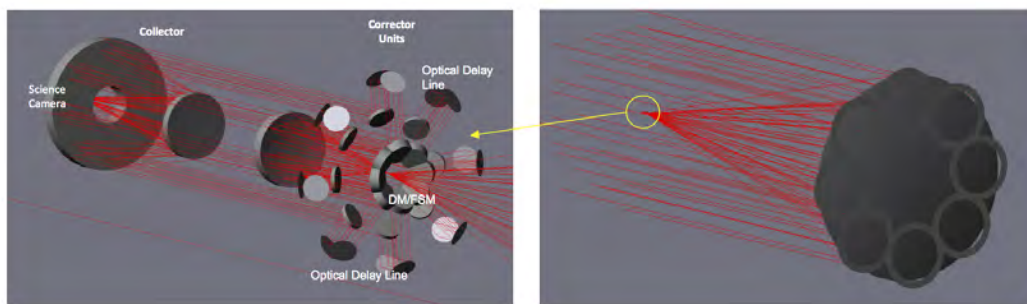 Collector
Corrector
Units
Optical Delay
Line
Science
Camera
DM/FSM
Optical Delay Line